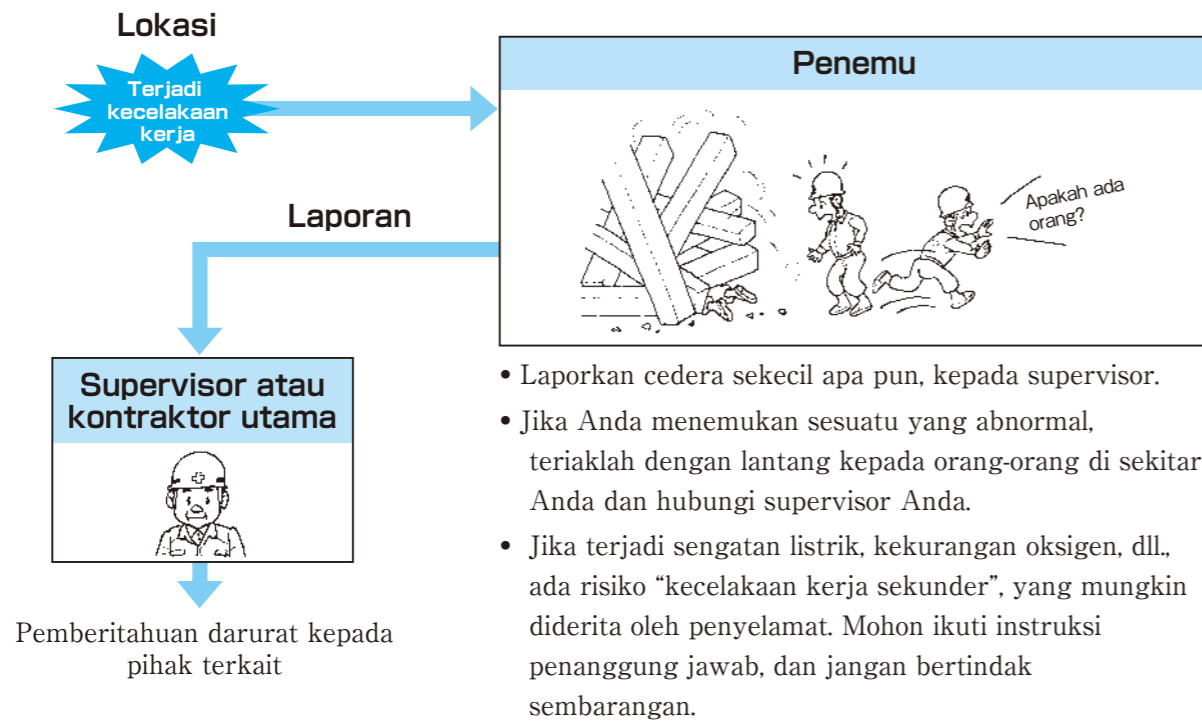 Lokasi
Terjadi
kecelakaan
kerja
Penemu
Apakah ada
orang?
Laporan
Supervisor atau
kontraktor utama
Pemberitahuan darurat kepada
pihak terkait
• Laporkan cedera sekecil apa pun, kepada supervisor.
• Jika Anda menemukan sesuatu yang abnormal,
teriaklah dengan lantang kepada orang-orang di sekitar
Anda dan hubungi supervisor Anda.
• Jika terjadi sengatan listrik, kekurangan oksigen, dll.,
ada risiko “kecelakaan kerja sekunder”, yang mungkin
diderita oleh penyelamat. Mohon ikuti instruksi
penanggung jawab, dan jangan bertindak
sembarangan.